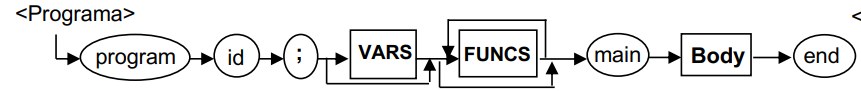 <Programa>
program id ; VARS FUNCS main Body end
<